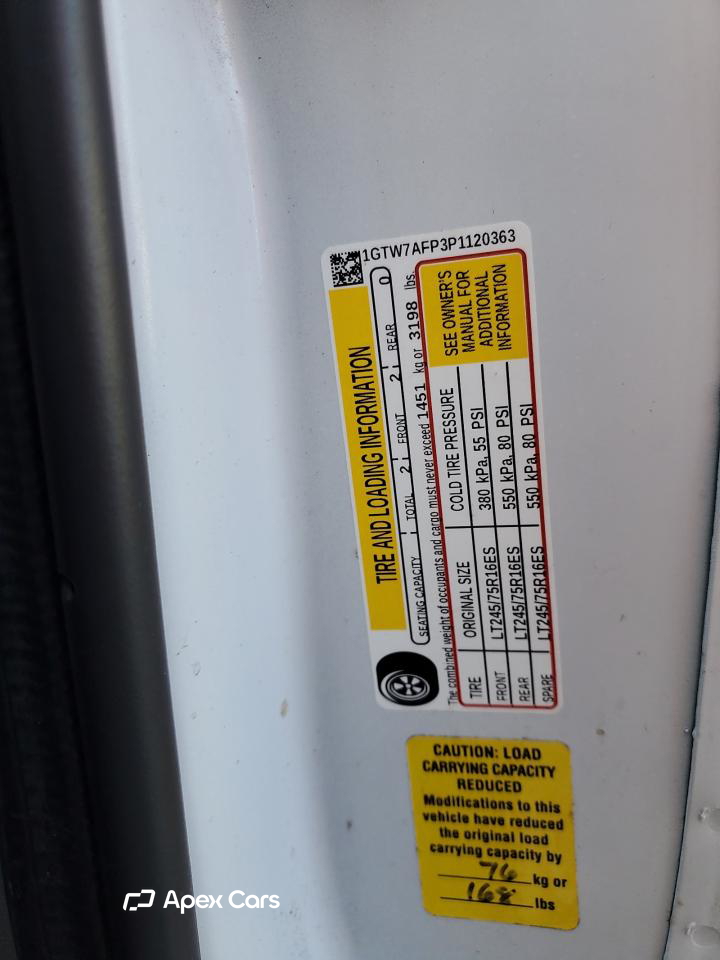 1GTW7AFP3P1120363
TIRE AND LOADING INFORMATION
SEATING CAPACITY TOTAL 2 FRONT 2 REAR 0
The combined weight of occupants and cargo must never exceed 1451 kg or 3198 lbs.
TIRE ORIGINAL SIZE COLD TIRE PRESSURE
FRONT LT245/75R16ES 380 kPa, 55 PSI
REAR LT245/75R16ES 550 kPa, 80 PSI
SPARE LT245/75R16ES 550 kPa, 80 PSI
SEE OWNER'S
MANUAL FOR
ADDITIONAL
INFORMATION
CAUTION: LOAD
CARRYING CAPACITY
REDUCED
Modifications to this
vehicle have reduced
the original load
carrying capacity by
76 kg or
168 lbs
Apex Cars